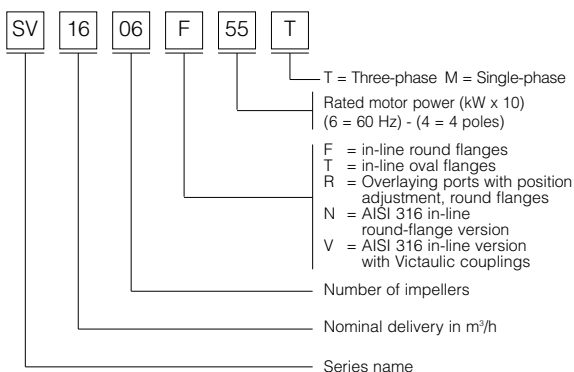 SV 16 06 F 55 T
T = Three-phase M = Single-phase
Rated motor power (kW x 10)
(6 = 60 Hz) - (4 = 4 poles)
F = in-line round flanges
T = in-line oval flanges
R = Overlaying ports with position
adjustment, round flanges
N = AISI 316 in-line
round-flange version
V = AISI 316 in-line version
with Victaulic couplings
Number of impellers
Nominal delivery in m³/h
Series name